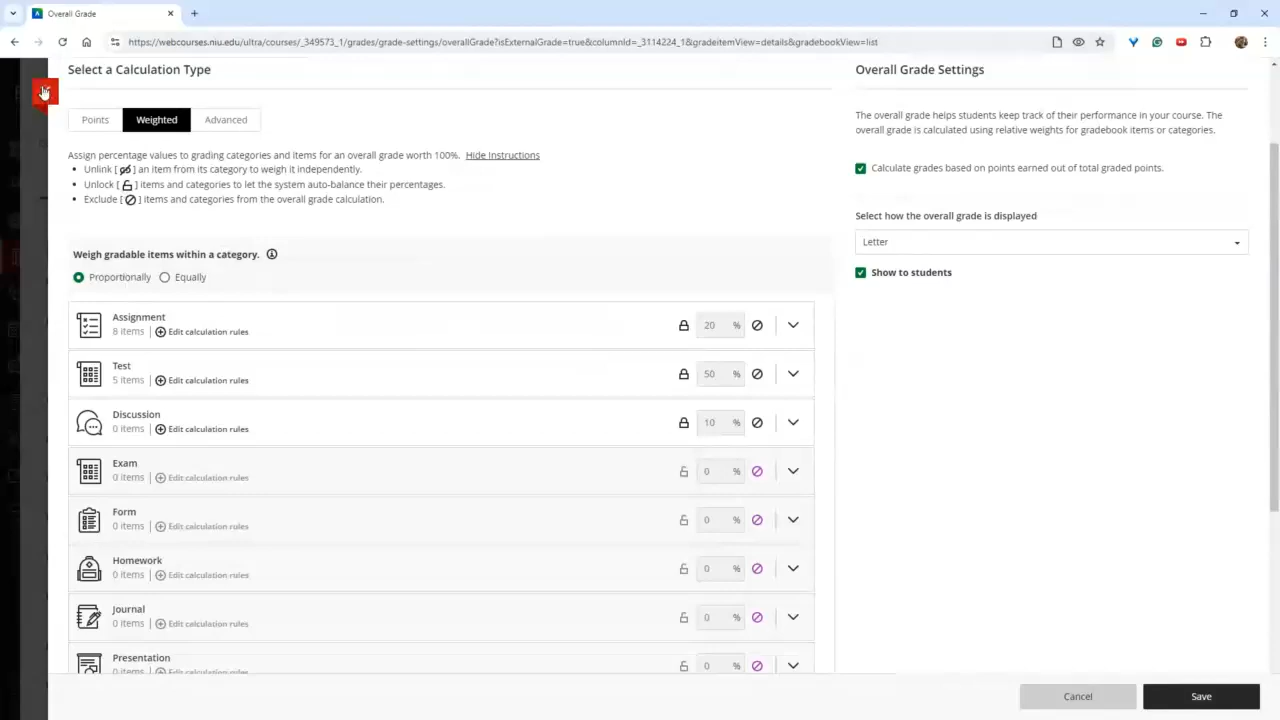 Overall Grade
https://webcourses.niu.edu/ultra/courses/_349573_1/grades/grade-settings/overallGrade?isExternalGrade=true&columnId=_3114224_1&gradeitemView=details&gradebookView=list
Select a Calculation Type
Points
Weighted
Advanced
Assign percentage values to grading categories and items for an overall grade worth 100%. Hide Instructions
Unlink [ ] an item from its category to weigh it independently.
Unlock [ ] items and categories to let the system auto-balance their percentages.
Exclude [ ] items and categories from the overall grade calculation.
Weigh gradable items within a category.
Proportionally
Equally
Assignment
8 items | Edit calculation rules
20 %
Test
5 items | Edit calculation rules
50 %
Discussion
0 items | Edit calculation rules
10 %
Exam
0 items | Edit calculation rules
0 %
Form
0 items | Edit calculation rules
0 %
Homework
0 items | Edit calculation rules
0 %
Journal
0 items | Edit calculation rules
0 %
Presentation
0 items | Edit calculation rules
0 %
Overall Grade Settings
The overall grade helps students keep track of their performance in your course. The
overall grade is calculated using relative weights for gradebook items or categories.
Calculate grades based on points earned out of total graded points.
Select how the overall grade is displayed
Letter
Show to students
Cancel
Save